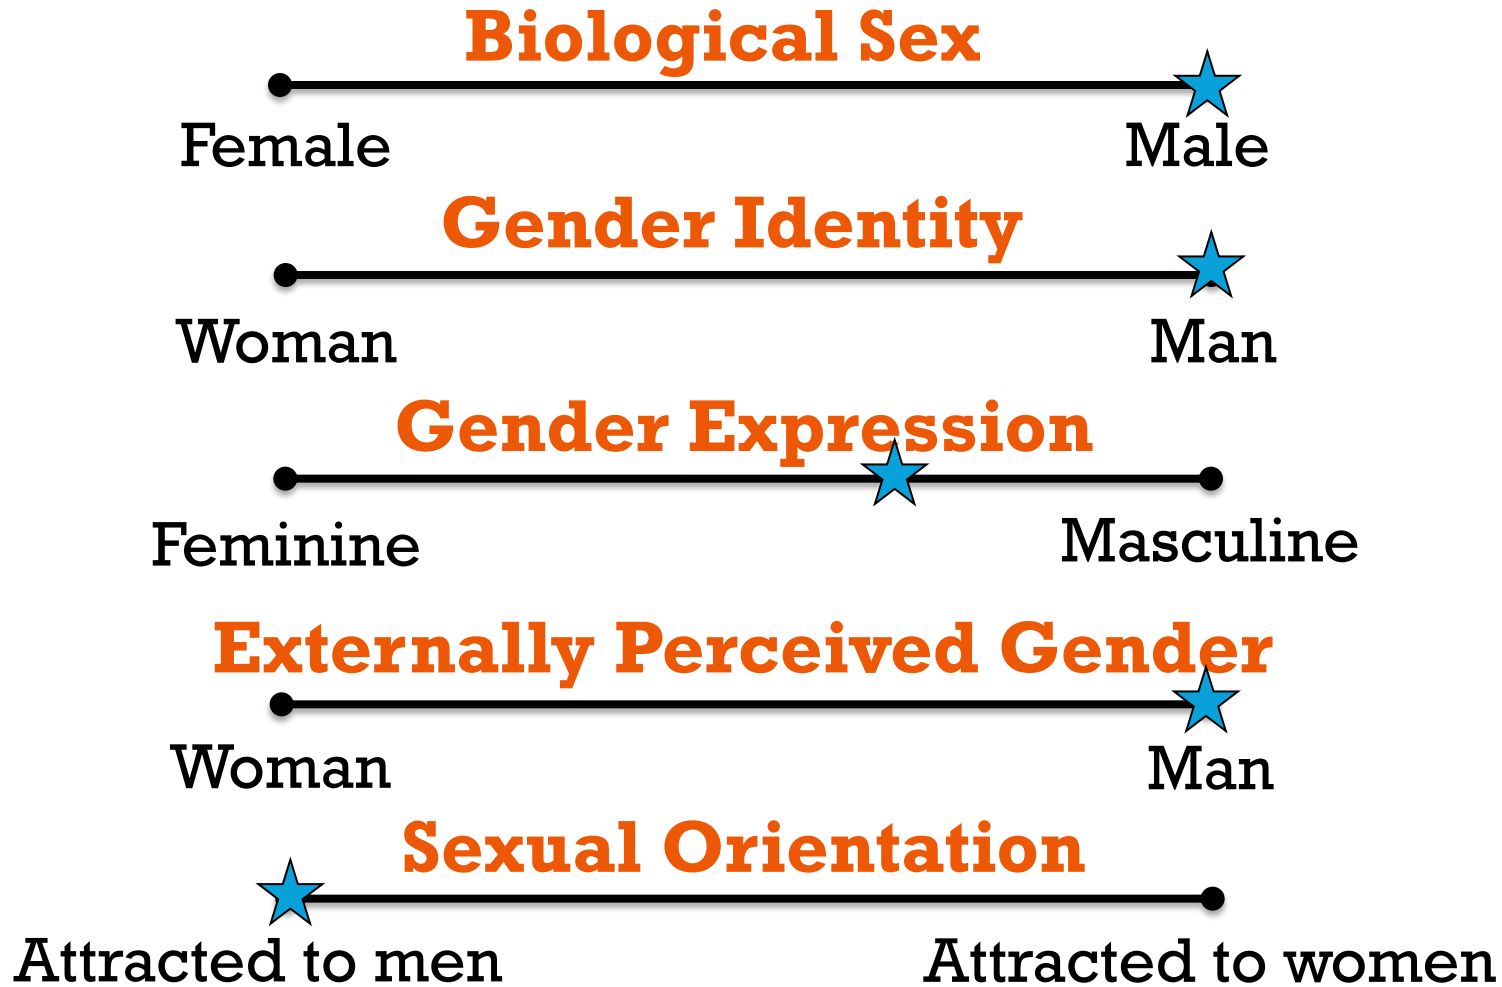 Biological Sex
Female Male
Gender Identity
Woman Man
Gender Expression
Feminine Masculine
Externally Perceived Gender
Woman Man
Sexual Orientation
Attracted to men Attracted to women